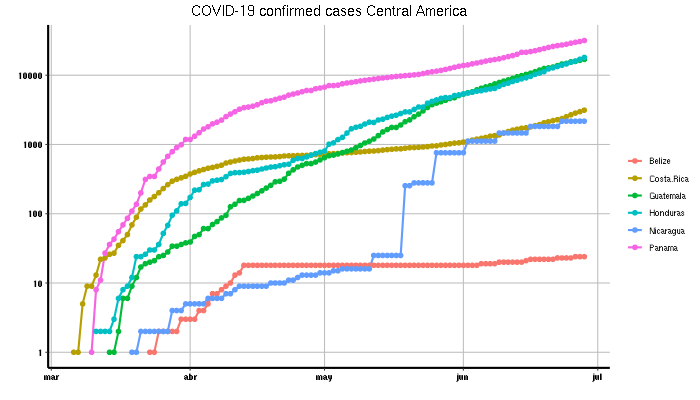 COVID-19 confirmed cases Central America
10000
1000
100
10
1
mar abr may jun jul
Belize
Costa.Rica
Guatemala
Honduras
Nicaragua
Panama